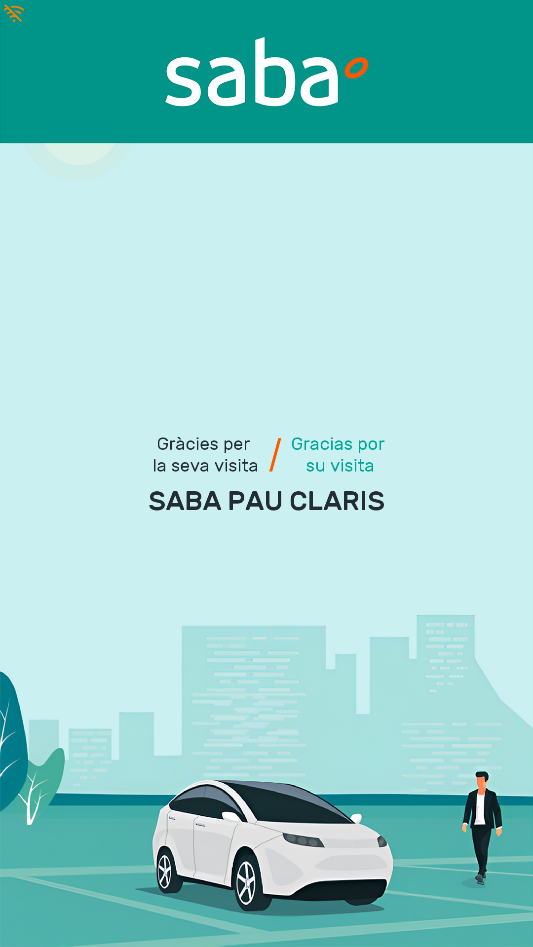 saba
Gràcies per
la seva visita
Gracias por
su visita
SABA PAU CLARIS